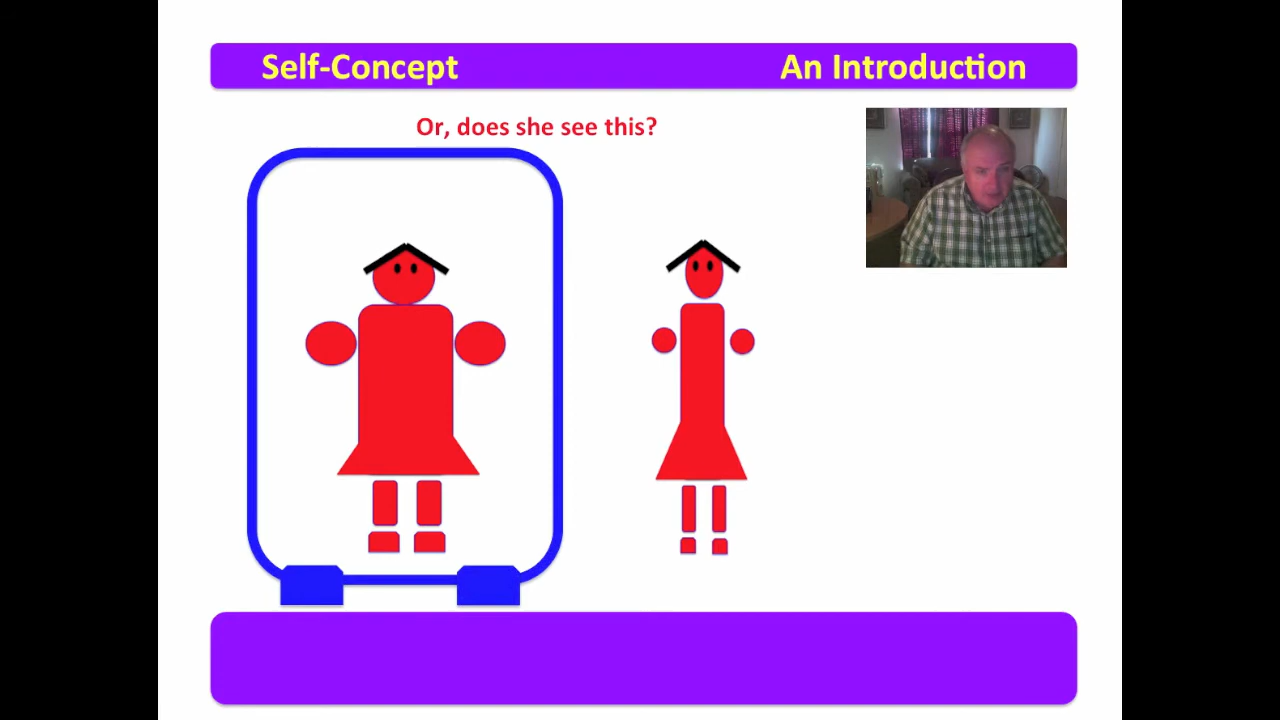 Self-Concept An Introduction
Or, does she see this?